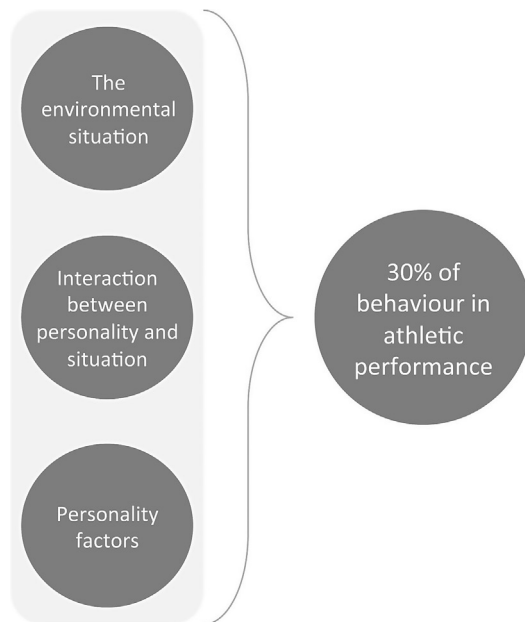 The
environmental
situation
Interaction
between
personality and
situation
Personality
factors
30% of
behaviour in
athletic
performance